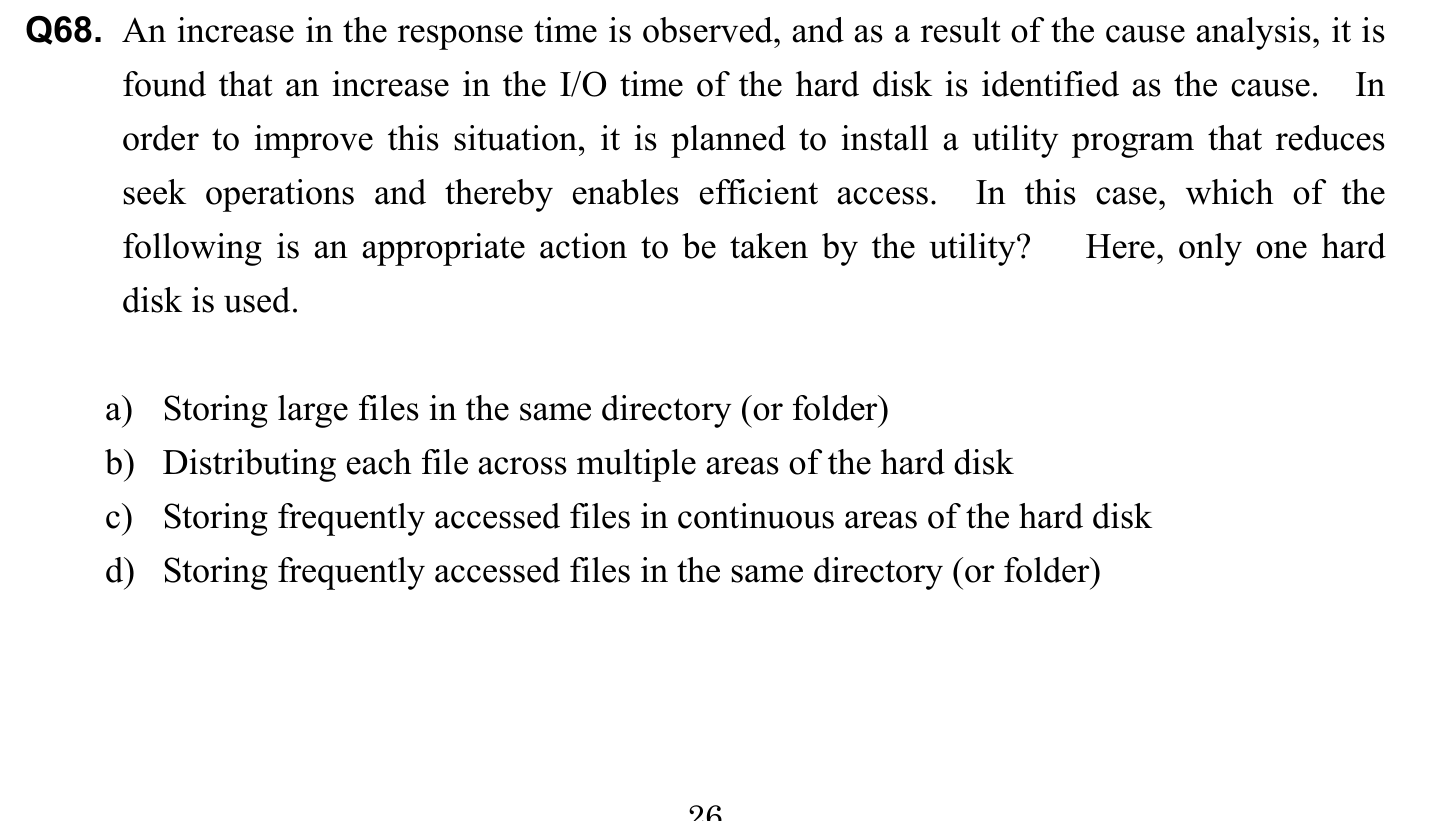 Q68. An increase in the response time is observed, and as a result of the cause analysis, it is
found that an increase in the I/O time of the hard disk is identified as the cause. In
order to improve this situation, it is planned to install a utility program that reduces
seek operations and thereby enables efficient access. In this case, which of the
following is an appropriate action to be taken by the utility? Here, only one hard
disk is used.
a) Storing large files in the same directory (or folder)
b) Distributing each file across multiple areas of the hard disk
c) Storing frequently accessed files in continuous areas of the hard disk
d) Storing frequently accessed files in the same directory (or folder)
26